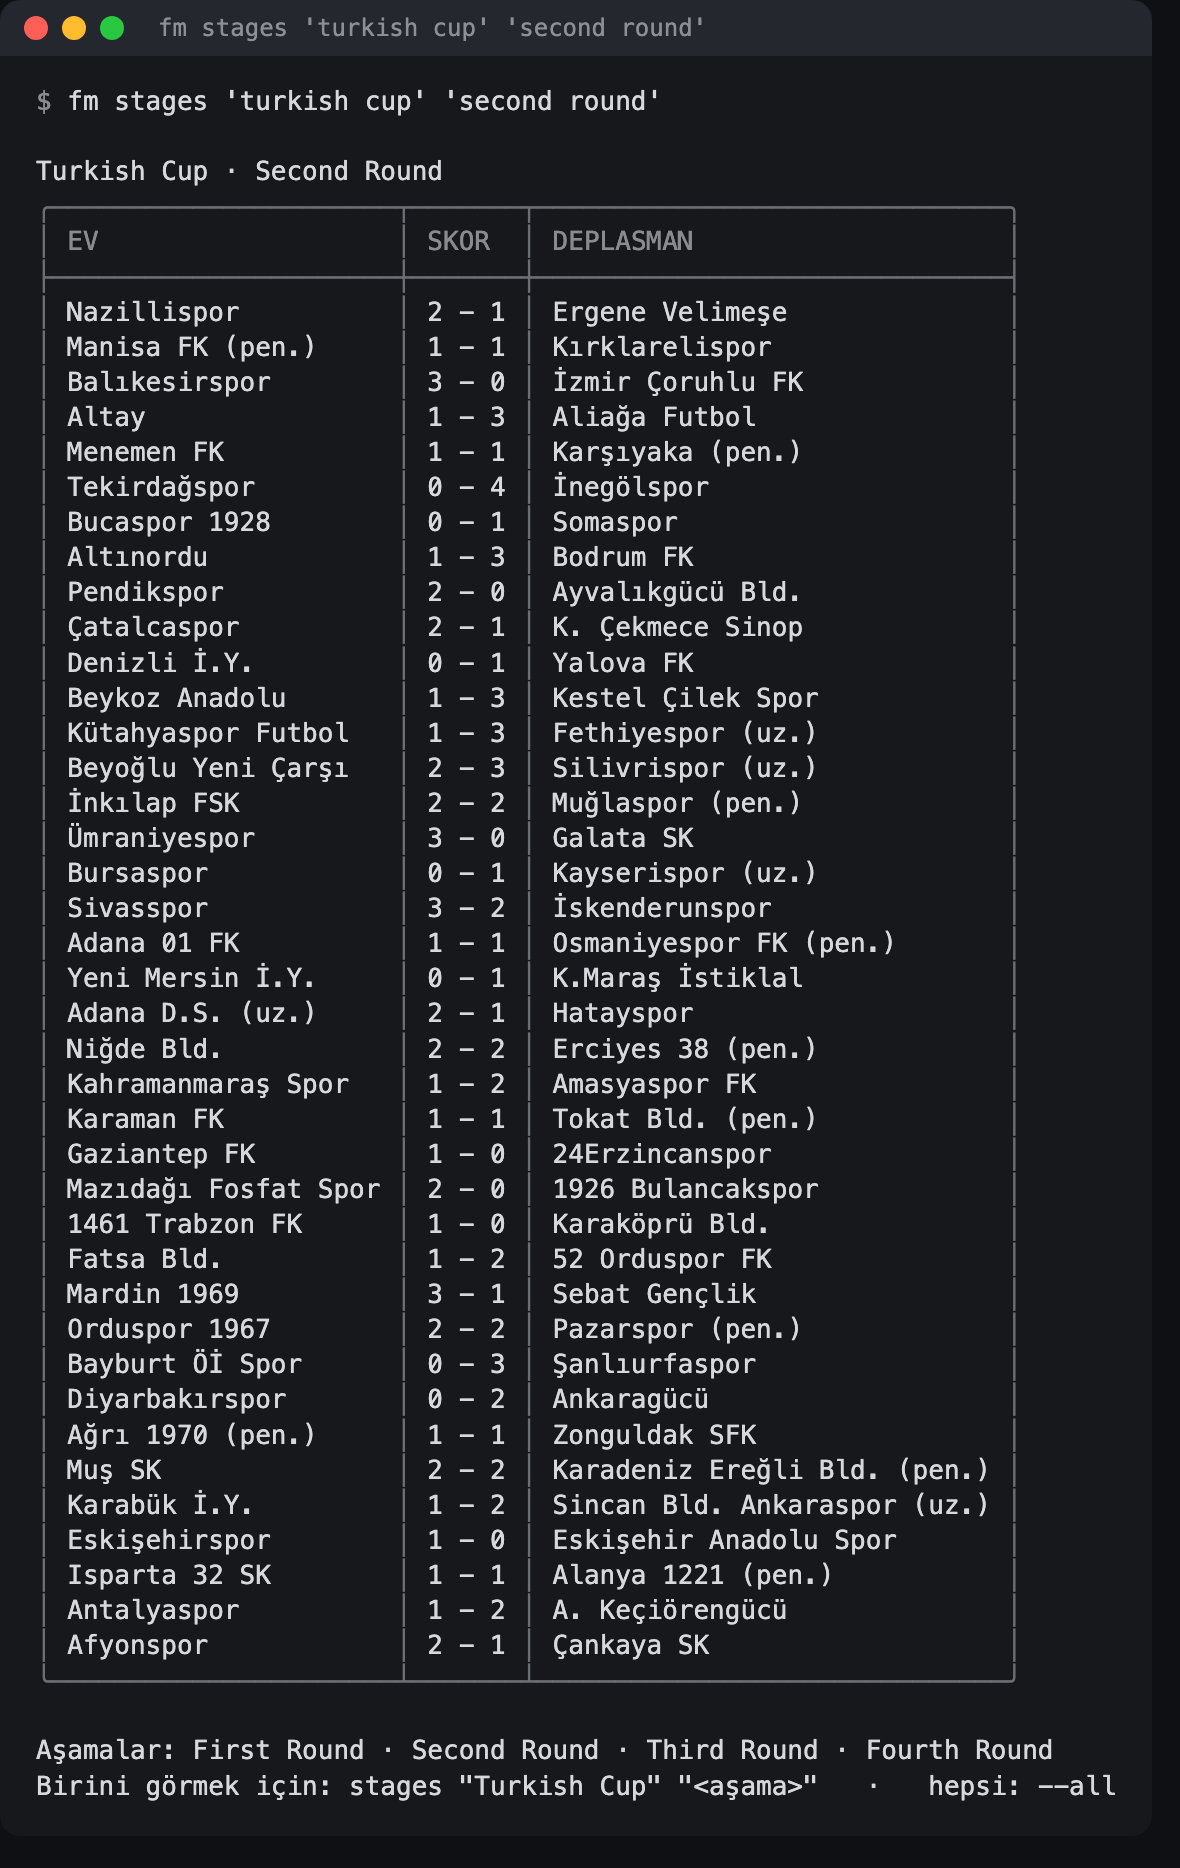 fm stages 'turkish cup' 'second round'
$ fm stages 'turkish cup' 'second round'
Turkish Cup · Second Round
EV SKOR DEPLASMAN
Nazillispor 2 – 1 Ergene Velimeşe
Manisa FK (pen.) 1 – 1 Kırklarelispor
Balıkesirspor 3 – 0 İzmir Çoruhlu FK
Altay 1 – 3 Aliağa Futbol
Menemen FK 1 – 1 Karşıyaka (pen.)
Tekirdağspor 0 – 4 İnegölspor
Bucaspor 1928 0 – 1 Somaspor
Altınordu 1 – 3 Bodrum FK
Pendikspor 2 – 0 Ayvalıkgücü Bld.
Çatalcaspor 2 – 1 K. Çekmece Sinop
Denizli İ.Y. 0 – 1 Yalova FK
Beykoz Anadolu 1 – 3 Kestel Çilek Spor
Kütahyaspor Futbol 1 – 3 Fethiyespor (uz.)
Beyoğlu Yeni Çarşı 2 – 3 Silivrispor (uz.)
İnkılap FSK 2 – 2 Muğlaspor (pen.)
Ümraniyespor 3 – 0 Galata SK
Bursaspor 0 – 1 Kayserispor (uz.)
Sivasspor 3 – 2 İskenderunspor
Adana 01 FK 1 – 1 Osmaniyespor FK (pen.)
Yeni Mersin İ.Y. 0 – 1 K.Maraş İstiklal
Adana D.S. (uz.) 2 – 1 Hatayspor
Niğde Bld. 2 – 2 Erciyes 38 (pen.)
Kahramanmaraş Spor 1 – 2 Amasyaspor FK
Karaman FK 1 – 1 Tokat Bld. (pen.)
Gaziantep FK 1 – 0 24Erzincanspor
Mazıdağı Fosfat Spor 2 – 0 1926 Bulancakspor
1461 Trabzon FK 1 – 0 Karaköprü Bld.
Fatsa Bld. 1 – 2 52 Orduspor FK
Mardin 1969 3 – 1 Sebat Gençlik
Orduspor 1967 2 – 2 Pazarspor (pen.)
Bayburt Öİ Spor 0 – 3 Şanlıurfaspor
Diyarbakırspor 0 – 2 Ankaragücü
Ağrı 1970 (pen.) 1 – 1 Zonguldak SFK
Muş SK 2 – 2 Karadeniz Ereğli Bld. (pen.)
Karabük İ.Y. 1 – 2 Sincan Bld. Ankaraspor (uz.)
Eskişehirspor 1 – 0 Eskişehir Anadolu Spor
Isparta 32 SK 1 – 1 Alanya 1221 (pen.)
Antalyaspor 1 – 2 A. Keçiörengücü
Afyonspor 2 – 1 Çankaya SK
Aşamalar: First Round · Second Round · Third Round · Fourth Round
Birini görmek için: stages "Turkish Cup" "<aşama>" · hepsi: --all